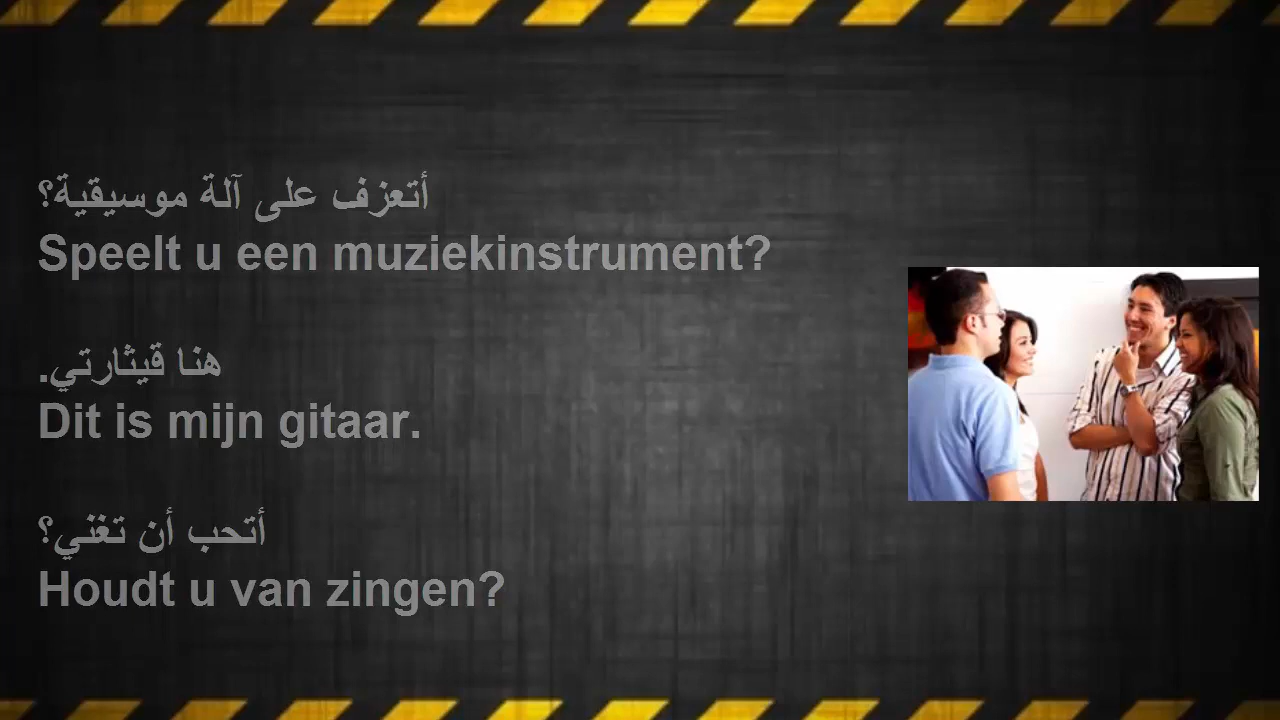 أتعزف على آلة موسيقية؟
Speelt u een muziekinstrument?
هنا قيثارتي.
Dit is mijn gitaar.
أتحب أن تغني؟
Houdt u van zingen?